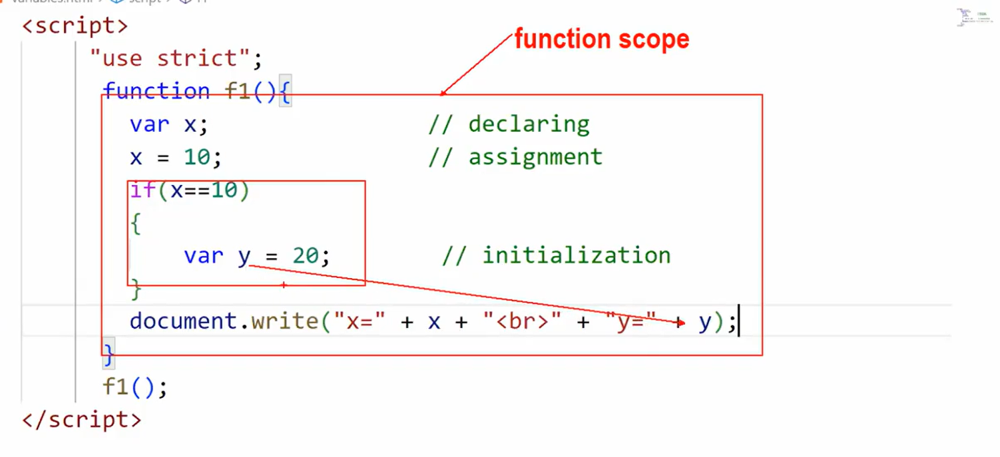 <script>
"use strict";
function scope
function f1(){
var x; // declaring
x = 10; // assignment
if(x==10)
{
var y = 20; // initialization
}
document.write("x=" + x + "<br>" + "y=" + y);
}
f1();
</script>